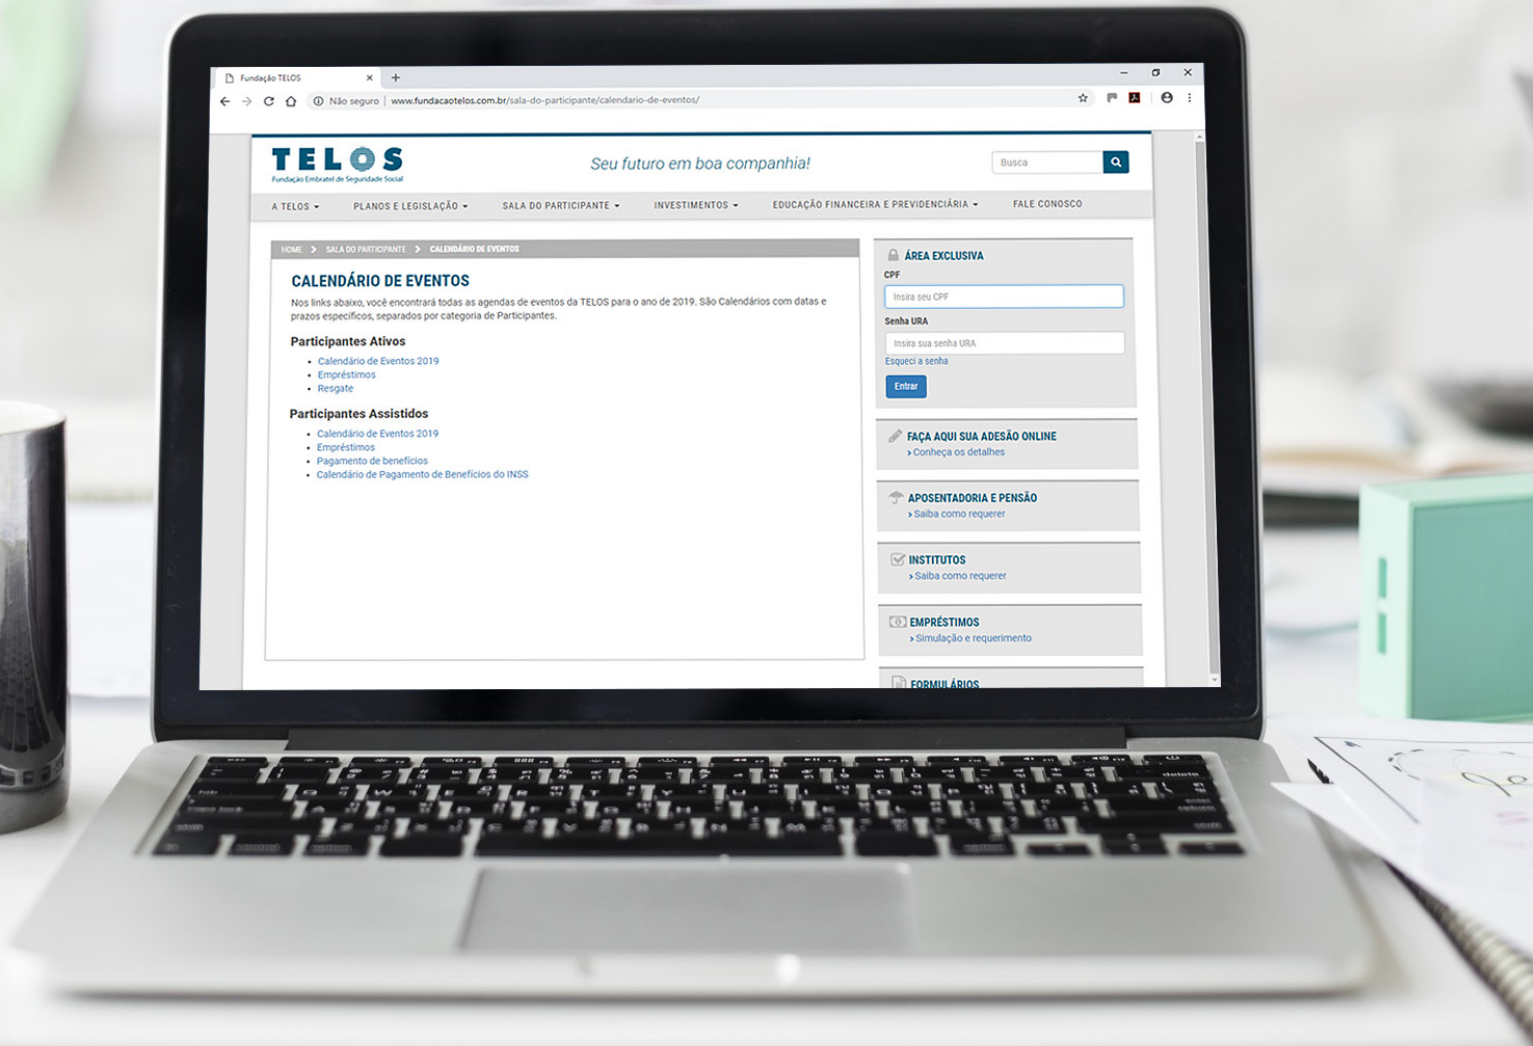 Fundação TELOS
Não seguro | www.fundacaotelos.com.br/sala-do-participante/calendario-de-eventos/
TELOS
Fundação Embratel de Seguridade Social
Seu futuro em boa companhia!
Busca
A TELOS
PLANOS E LEGISLAÇÃO
SALA DO PARTICIPANTE
INVESTIMENTOS
EDUCAÇÃO FINANCEIRA E PREVIDENCIÁRIA
FALE CONOSCO
HOME > SALA DO PARTICIPANTE > CALENDÁRIO DE EVENTOS
CALENDÁRIO DE EVENTOS
Nos links abaixo, você encontrará todas as agendas de eventos da TELOS para o ano de 2019. São Calendários com datas e
prazos específicos, separados por categoria de Participantes.
Participantes Ativos
Calendário de Eventos 2019
Empréstimos
Resgate
Participantes Assistidos
Calendário de Eventos 2019
Empréstimos
Pagamento de benefícios
Calendário de Pagamento de Benefícios do INSS
ÁREA EXCLUSIVA
CPF
Insira seu CPF
Senha URA
Insira sua senha URA
Esqueci a senha
Entrar
FAÇA AQUI SUA ADESÃO ONLINE
Conheça os detalhes
APOSENTADORIA E PENSÃO
Saiba como requerer
INSTITUTOS
Saiba como requerer
EMPRÉSTIMOS
Simulação e requerimento
FORMULÁRIOS